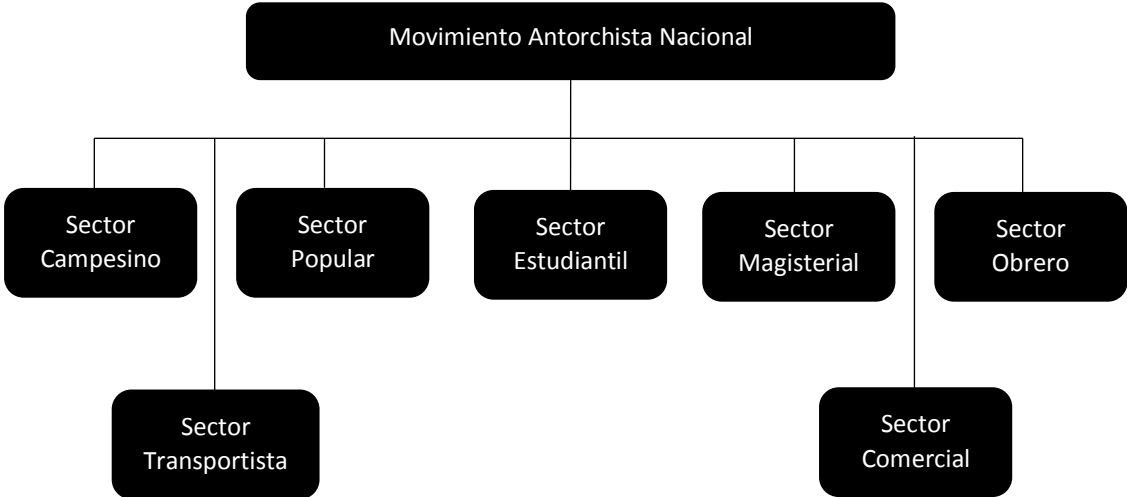 Movimiento Antorchista Nacional
Sector
Campesino
Sector
Popular
Sector
Estudiantil
Sector
Magisterial
Sector
Obrero
Sector
Transportista
Sector
Comercial